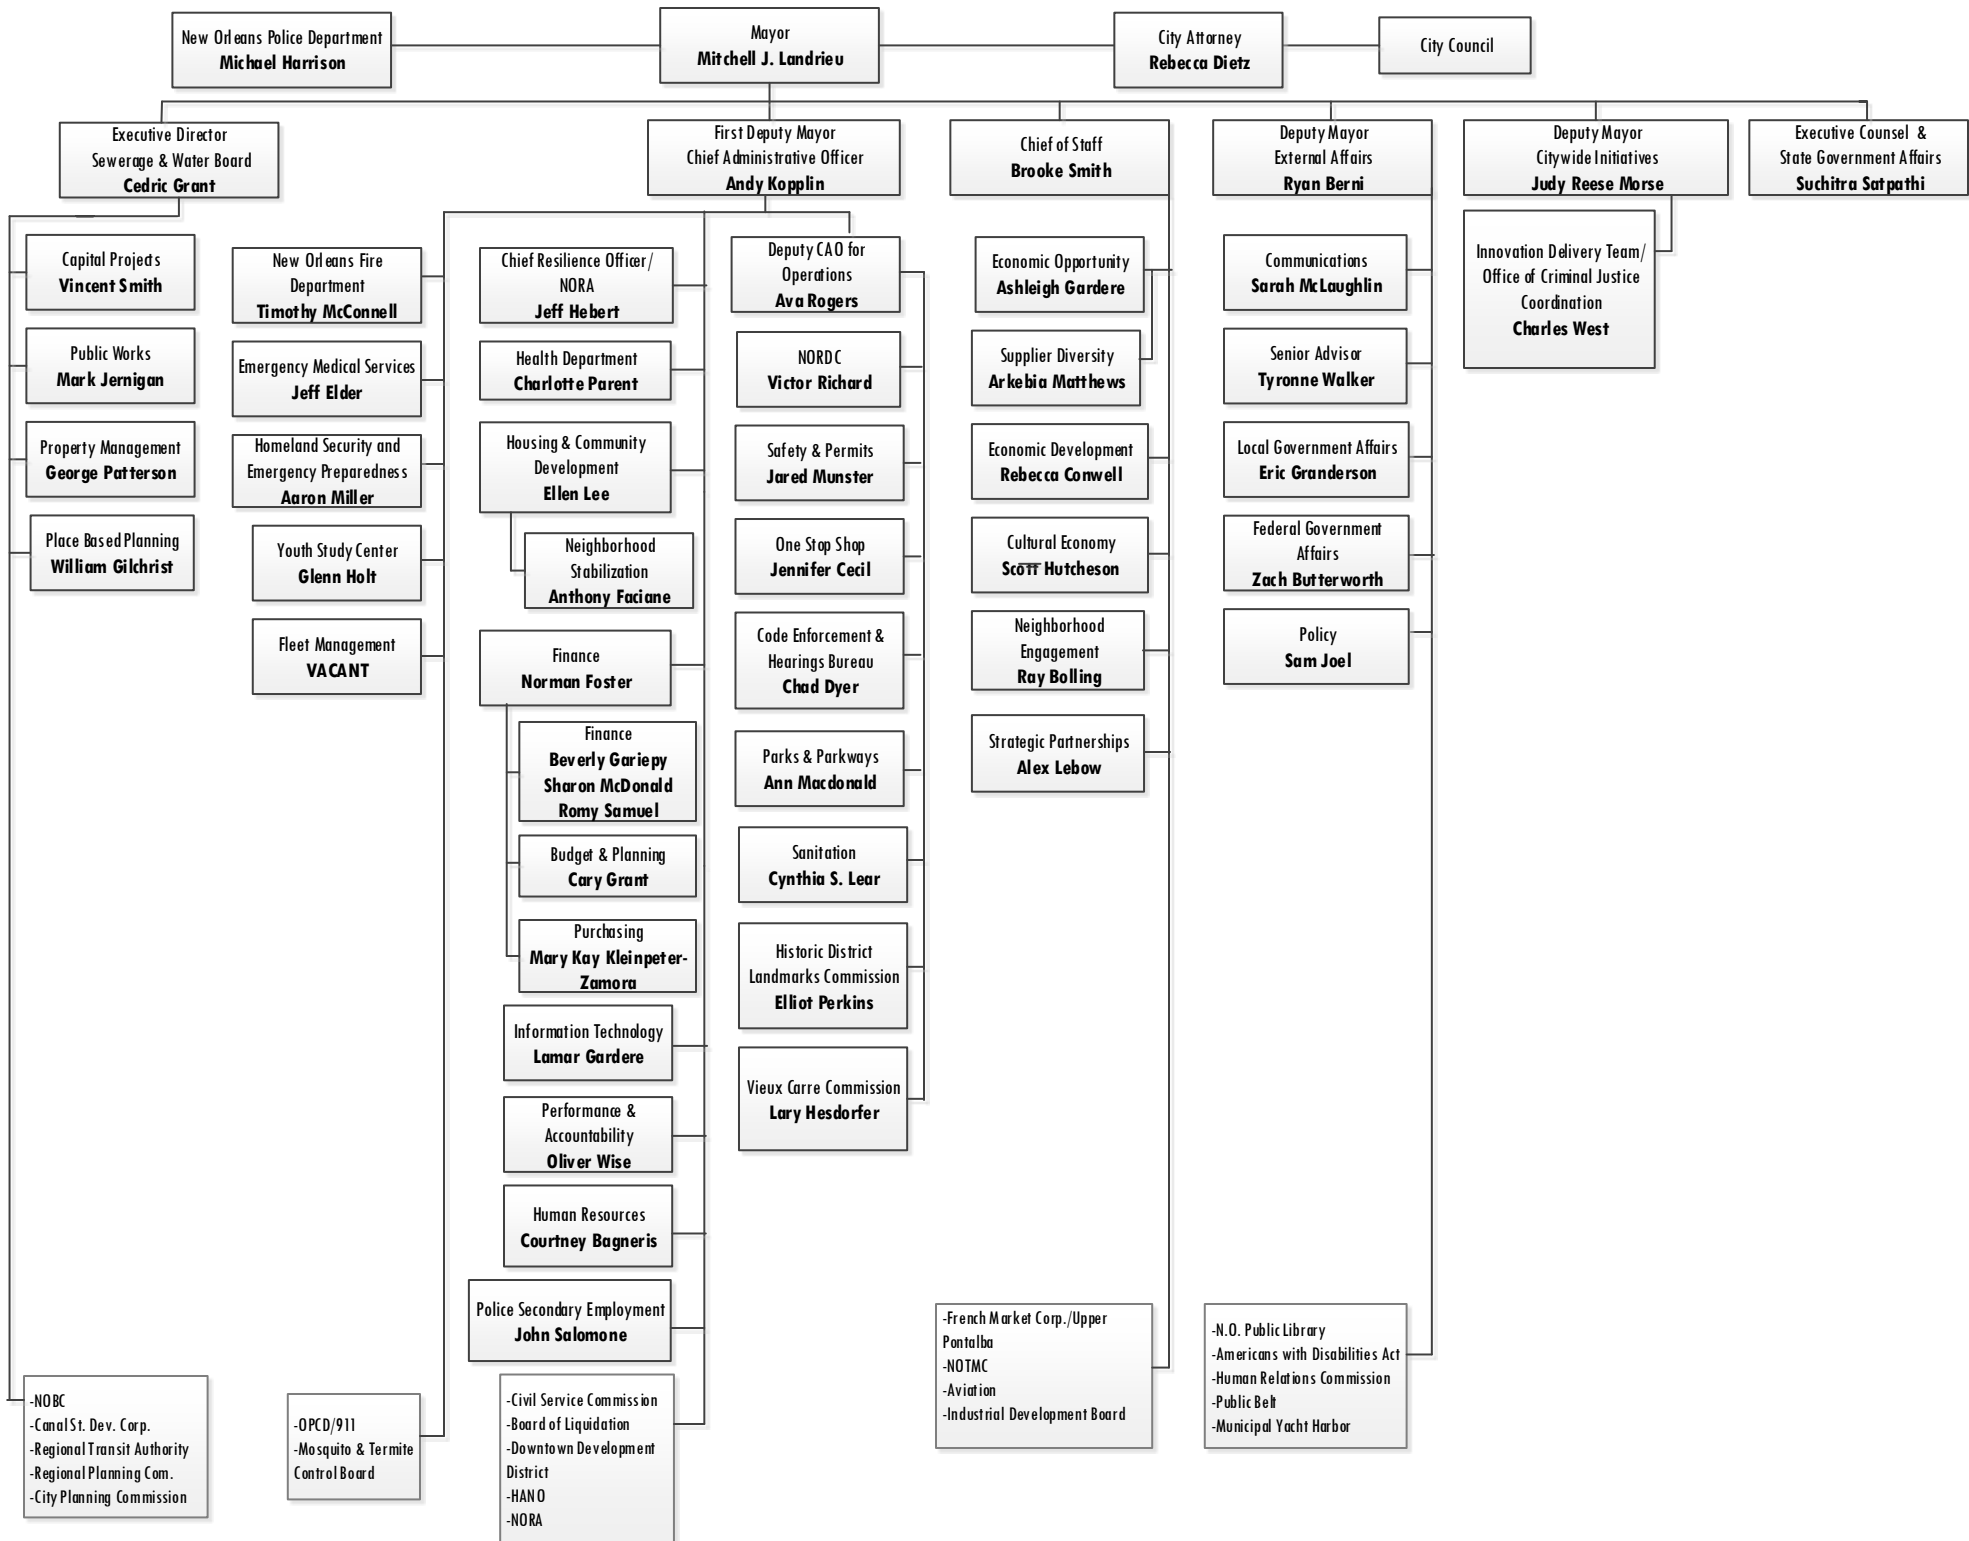 New Orleans Police Department
Michael Harrison
Mayor
Mitchell J. Landrieu
City Attorney
Rebecca Dietz
City Council
Executive Director
Sewerage & Water Board
Cedric Grant
First Deputy Mayor
Chief Administrative Officer
Andy Kopplin
Chief of Staff
Brooke Smith
Deputy Mayor
External Affairs
Ryan Berni
Deputy Mayor
Citywide Initiatives
Judy Reese Morse
Executive Counsel &
State Government Affairs
Suchitra Satpathi
Capital Projects
Vincent Smith
Public Works
Mark Jernigan
Property Management
George Patterson
Place Based Planning
William Gilchrist
-NOBC
-Canal St. Dev. Corp.
-Regional Transit Authority
-Regional Planning Com.
-City Planning Commission
New Orleans Fire
Department
Timothy McConnell
Emergency Medical Services
Jeff Elder
Homeland Security and
Emergency Preparedness
Aaron Miller
Youth Study Center
Glenn Holt
Fleet Management
VACANT
-OPCD/911
-Mosquito & Termite
Control Board
Chief Resilience Officer/
NORA
Jeff Hebert
Health Department
Charlotte Parent
Housing & Community
Development
Ellen Lee
Neighborhood
Stabilization
Anthony Faciane
Finance
Norman Foster
Finance
Beverly Gariepy
Sharon McDonald
Romy Samuel
Budget & Planning
Cary Grant
Purchasing
Mary Kay Kleinpeter-
Zamora
Information Technology
Lamar Gardere
Performance &
Accountability
Oliver Wise
Human Resources
Courtney Bagneris
Police Secondary Employment
John Salomone
-Civil Service Commission
-Board of Liquidation
-Downtown Development
District
-HANO
-NORA
Deputy CAO for
Operations
Ava Rogers
NORDC
Victor Richard
Safety & Permits
Jared Munster
One Stop Shop
Jennifer Cecil
Code Enforcement &
Hearings Bureau
Chad Dyer
Parks & Parkways
Ann Macdonald
Sanitation
Cynthia S. Lear
Historic District
Landmarks Commission
Elliot Perkins
Vieux Carre Commission
Lary Hesdorfer
Economic Opportunity
Ashleigh Gardere
Supplier Diversity
Arkebia Matthews
Economic Development
Rebecca Conwell
Cultural Economy
Scott Hutcheson
Neighborhood
Engagement
Ray Bolling
Strategic Partnerships
Alex Lebow
-French Market Corp./Upper
Pontalba
-NOTMC
-Aviation
-Industrial Development Board
Communications
Sarah McLaughlin
Senior Advisor
Tyronne Walker
Local Government Affairs
Eric Granderson
Federal Government
Affairs
Zach Butterworth
Policy
Sam Joel
-N.O. Public Library
-Americans with Disabilities Act
-Human Relations Commission
-Public Belt
-Municipal Yacht Harbor
Innovation Delivery Team/
Office of Criminal Justice
Coordination
Charles West